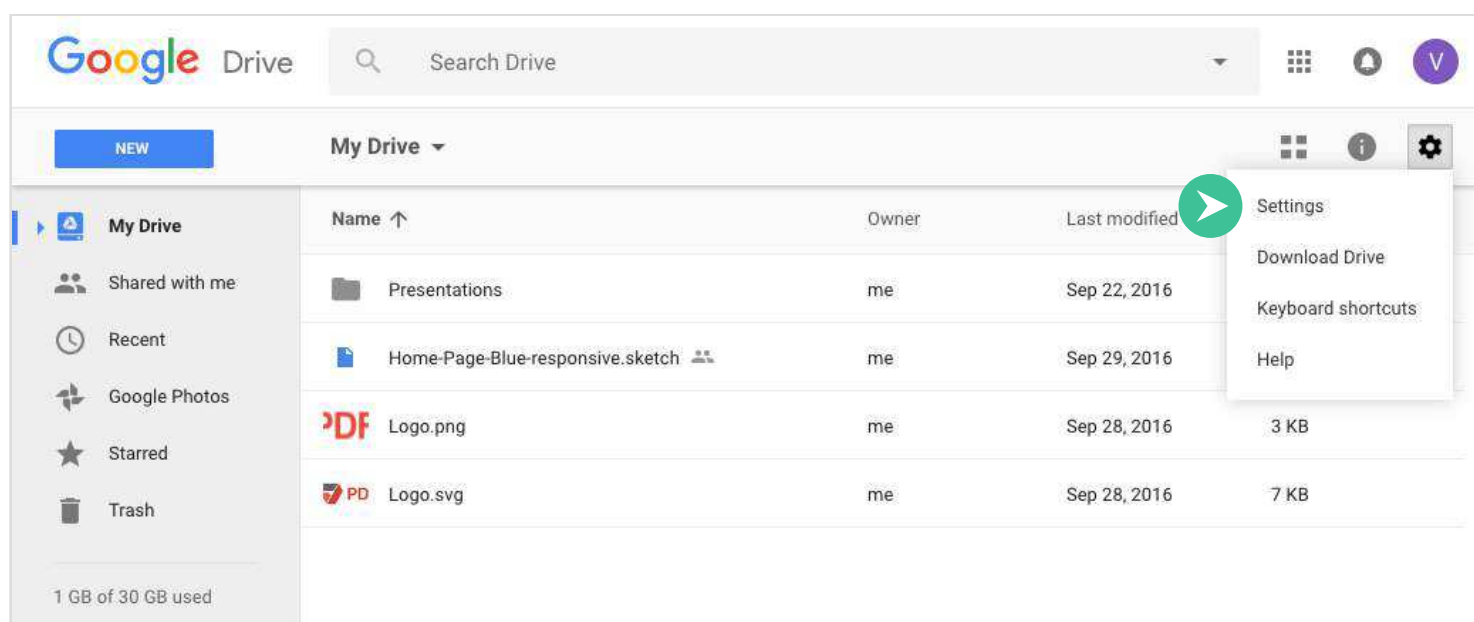 Google Drive Search Drive V
NEW My Drive
My Drive
Shared with me
Recent
Google Photos
Starred
Trash
1 GB of 30 GB used
Name Owner Last modified
Presentations me Sep 22, 2016
Home-Page-Blue-responsive.sketch me Sep 29, 2016
PDF Logo.png me Sep 28, 2016 3 KB
PD Logo.svg me Sep 28, 2016 7 KB
Settings
Download Drive
Keyboard shortcuts
Help